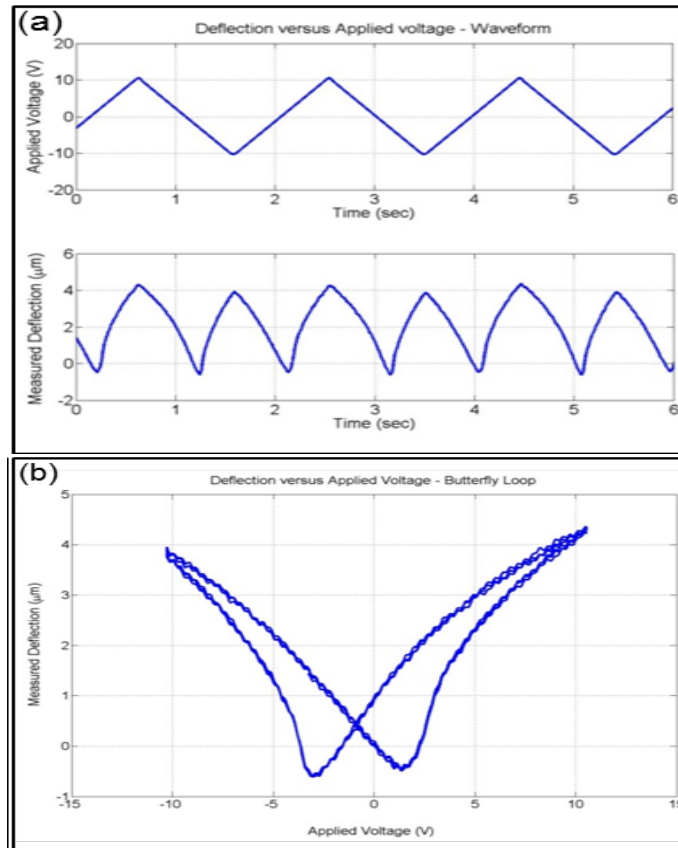 (a)
Deflection versus Applied voltage - Waveform
Applied Voltage (V)
20
10
0
-10
-20
0 1 2 3 4 5 6
Time (sec)
Measured Deflection (μm)
6
4
2
0
-2
0 1 2 3 4 5 6
Time (sec)
(b)
Deflection versus Applied Voltage - Butterfly Loop
Measured Deflection (μm)
5
4
3
2
1
0
-1
-15 -10 -5 0 5 10 15
Applied Voltage (V)